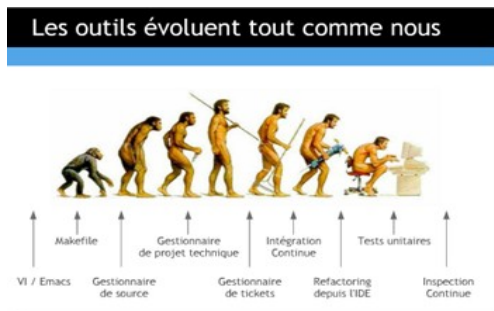 Les outils évoluent tout comme nous
Makefile
Gestionnaire
de projet technique
Intégration
Continue
Tests unitaires
VI / Emacs
Gestionnaire
de source
Gestionnaire
de tickets
Refactoring
depuis l'IDE
Inspection
Continue